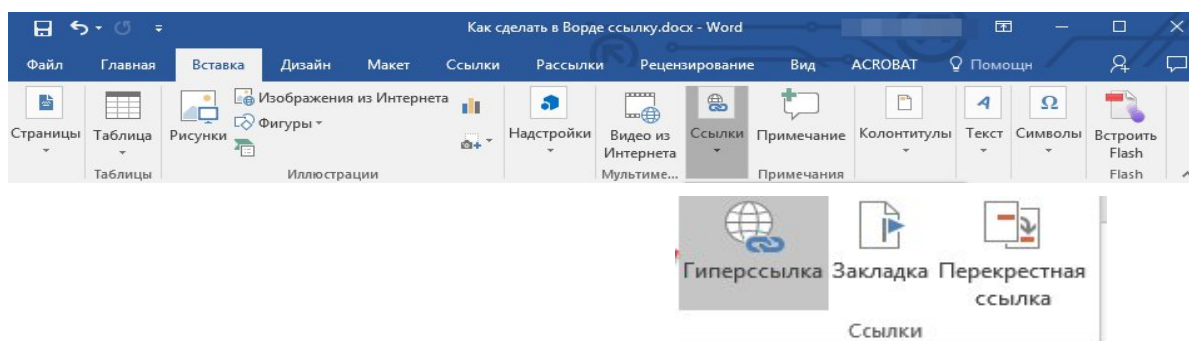 Как сделать в Ворде ссылку.docx - Word
Файл Главная Вставка Дизайн Макет Ссылки Рассылки Рецензирование Вид ACROBAT Помощн
Страницы Таблица Рисунки Изображения из Интернета Фигуры Надстройки Видео из Интернета Ссылки Примечание Колонтитулы Текст Символы Встроить Flash
Таблицы Иллюстрации Мультиме... Примечания Flash
Гиперссылка Закладка Перекрестная
ссылка
Ссылки